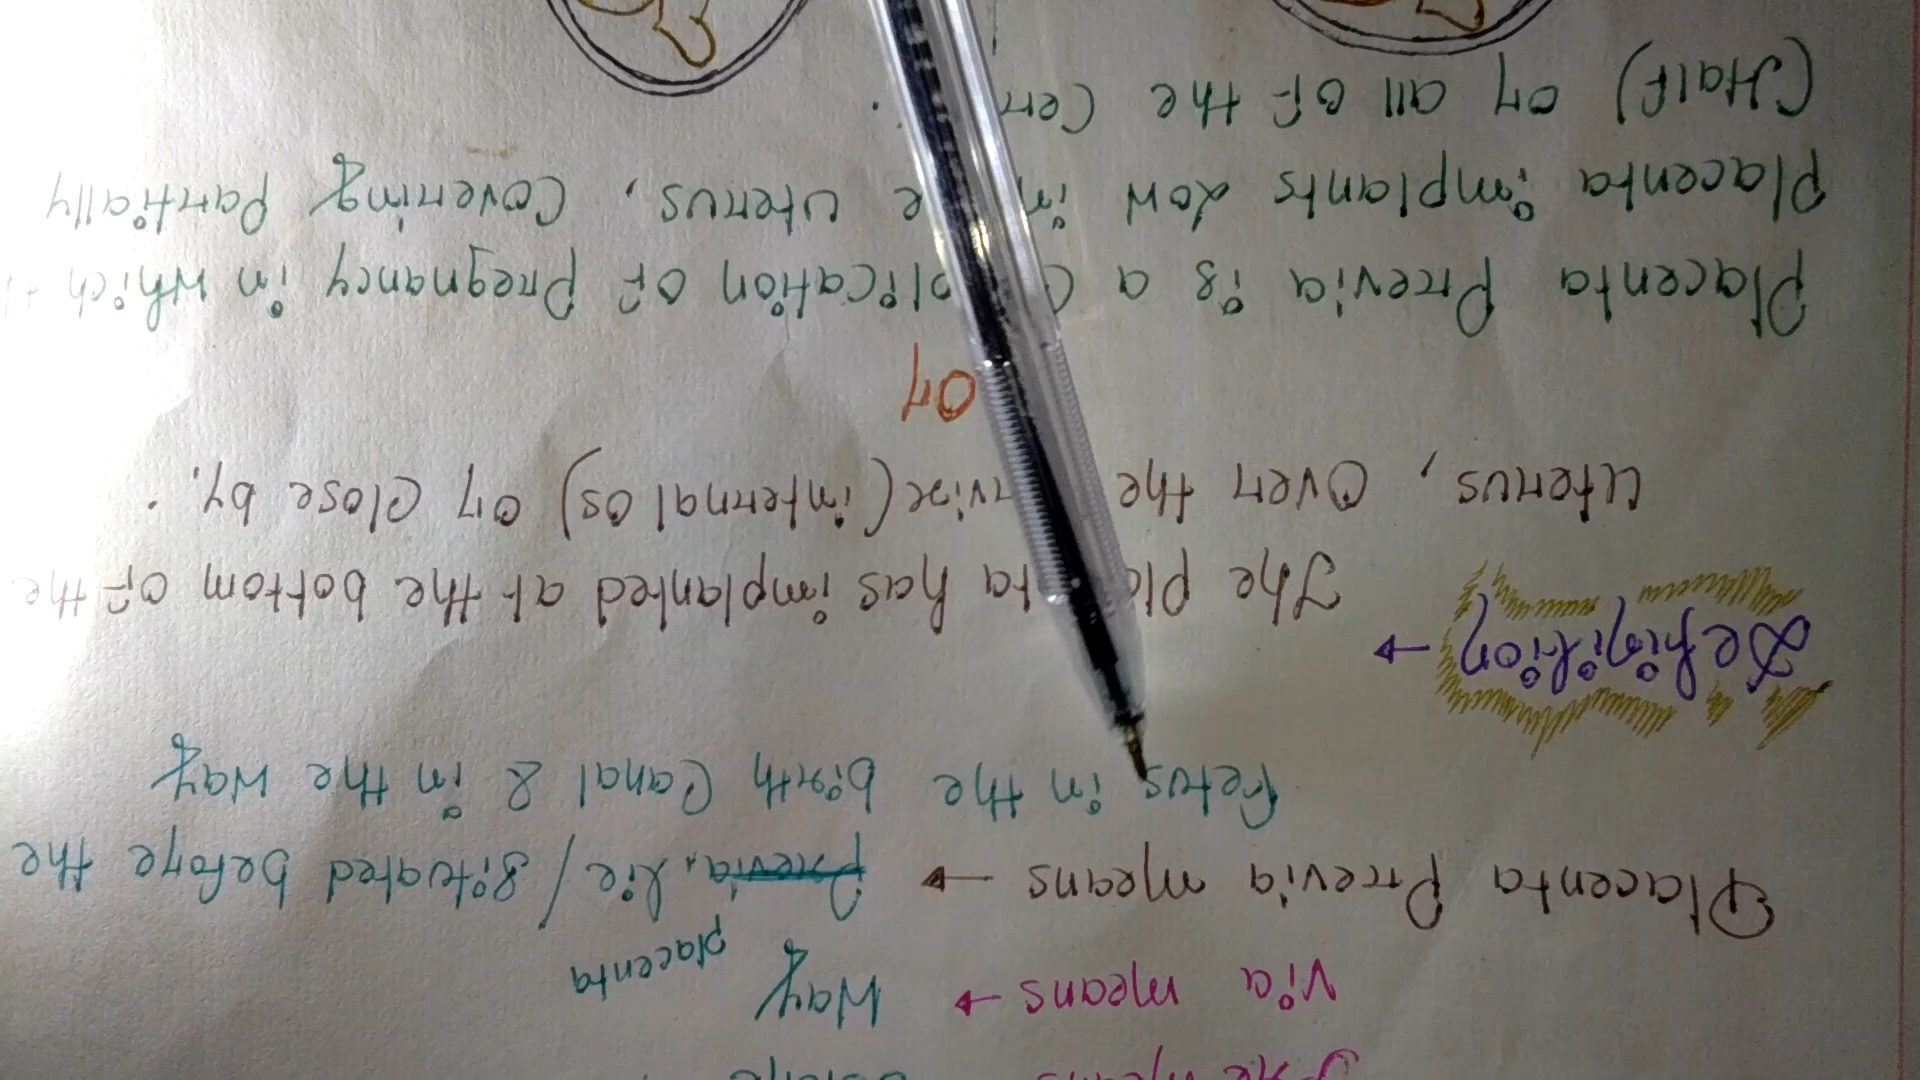 Pre means before
Via means → Way
placenta
Placenta Previa means → Previa. lie / situated before the
fetus in the birth Canal & in the way
Definition → The pla ta has implanted at the bottom of the
uterus, Over the rvix (internal os) or close by.
or
Placenta Previa is a C plication of Pregnancy in which
placenta implants low in e uterus, Covering Partially
(Half) or all of the Cer